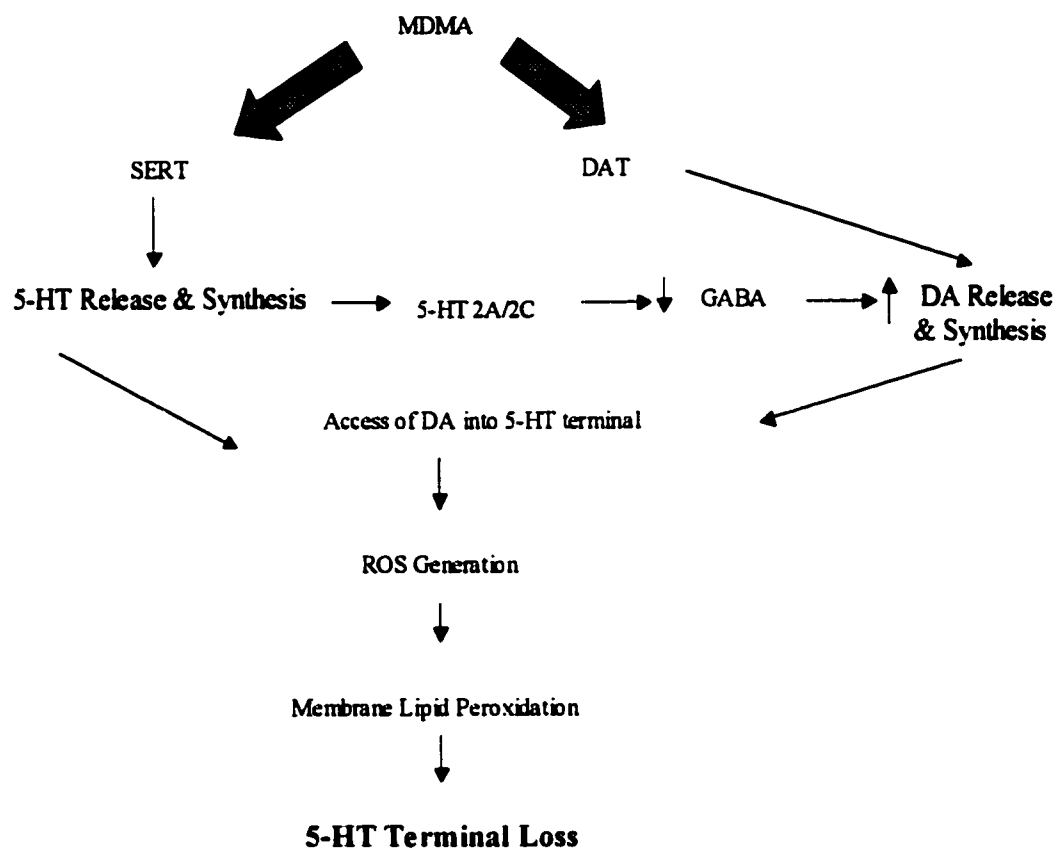 MDMA
SERT
DAT
5-HT Release & Synthesis
5-HT 2A/2C
GABA
DA Release
& Synthesis
Access of DA into 5-HT terminal
ROS Generation
Membrane Lipid Peroxidation
5-HT Terminal Loss